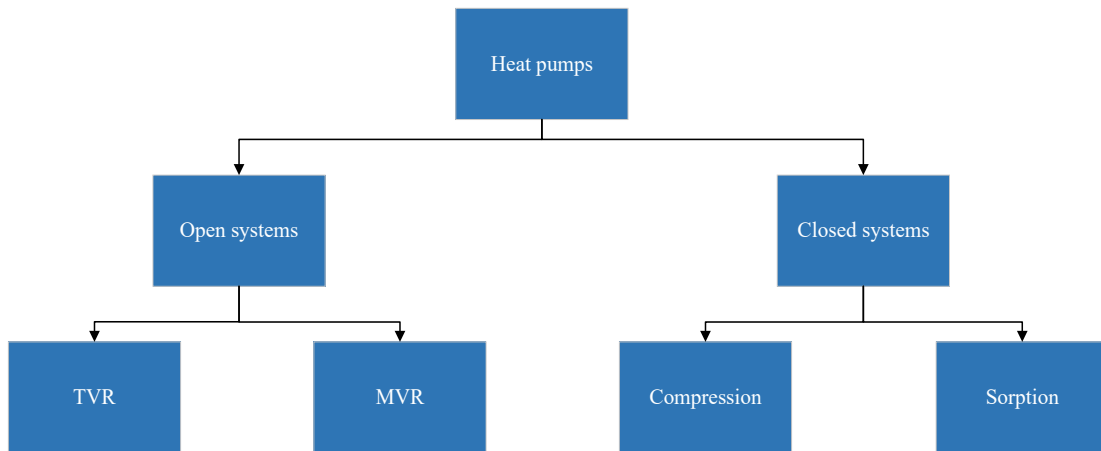 Heat pumps
Open systems
Closed systems
TVR
MVR
Compression
Sorption